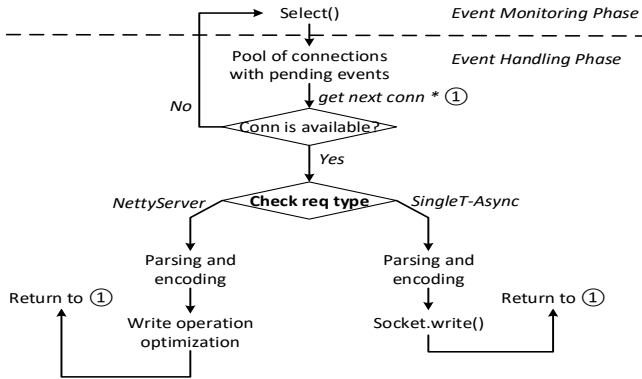 Select()
Event Monitoring Phase
Pool of connections
with pending events
Event Handling Phase
get next conn * ①
No
Conn is available?
Yes
NettyServer
Check req type
SingleT-Async
Parsing and
encoding
Parsing and
encoding
Return to ①
Write operation
optimization
Socket.write()
Return to ①